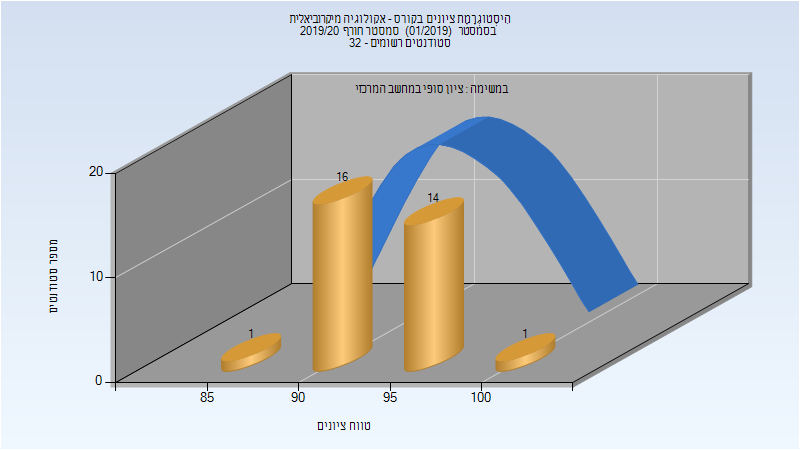 היסטוגרמת ציונים בקורס - אקולוגיה מיקרוביאלית
בסמסטר (01/2019) סמסטר חורף 2019/20
סטודנטים רשומים - 32
במשימה : ציון סופי במחשב המרכזי
16
14
1
1
20
10
0
מספר סטודנטים
85
90
95
100
טווח ציונים